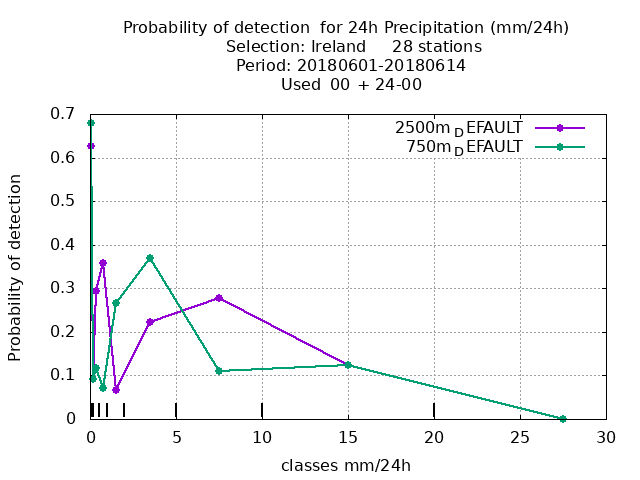 Probability of detection  for 24h Precipitation (mm/24h)
Selection: Ireland     28 stations
Period: 20180601-20180614
Used  00 + 24-00
2500m_DEFAULT
750m_DEFAULT
Probability of detection
0.7
0.6
0.5
0.4
0.3
0.2
0.1
0
0 5 10 15 20 25 30
classes mm/24h